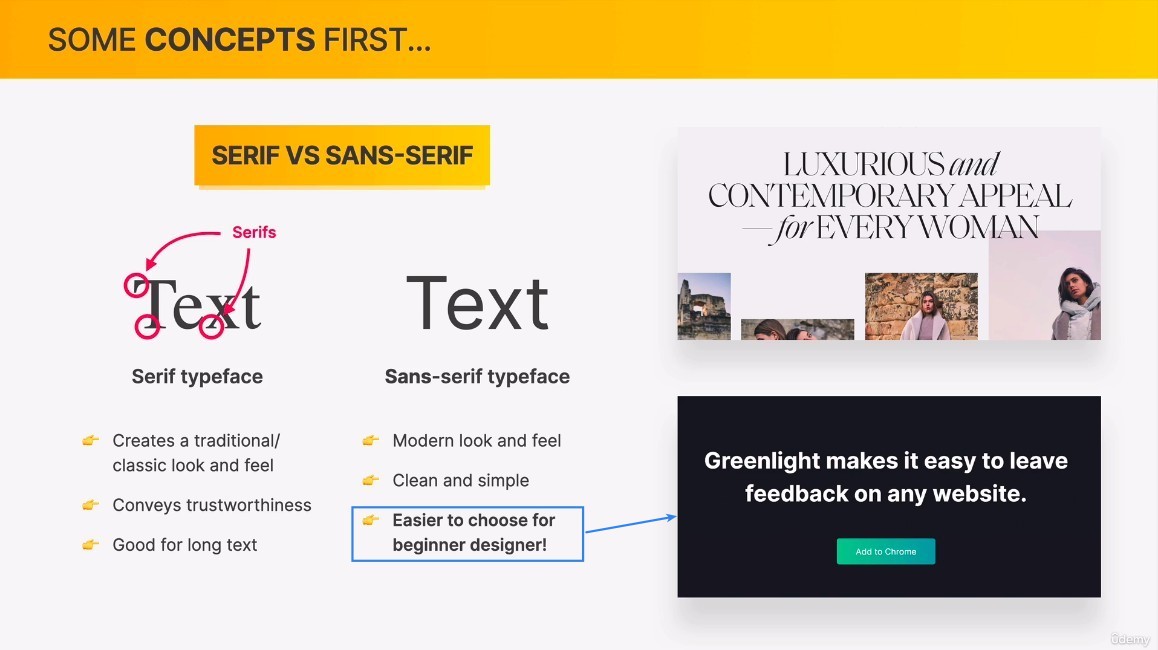 SOME CONCEPTS FIRST...
SERIF VS SANS-SERIF
Serifs
Text
Serif typeface
👉 Creates a traditional/
classic look and feel
👉 Conveys trustworthiness
👉 Good for long text
Text
Sans-serif typeface
👉 Modern look and feel
👉 Clean and simple
👉 Easier to choose for
beginner designer!
LUXURIOUS and
CONTEMPORARY APPEAL
— for EVERY WOMAN
Greenlight makes it easy to leave
feedback on any website.
Add to Chrome